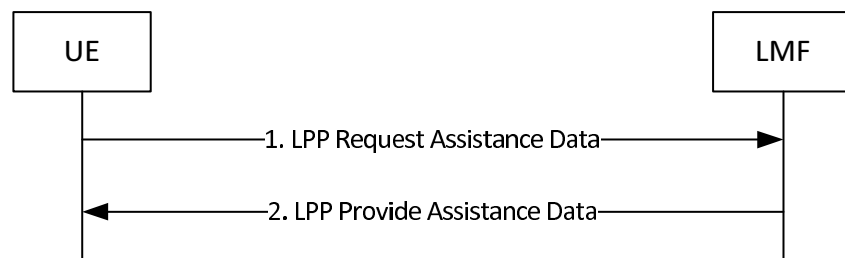 UE
LMF
1. LPP Request Assistance Data
2. LPP Provide Assistance Data